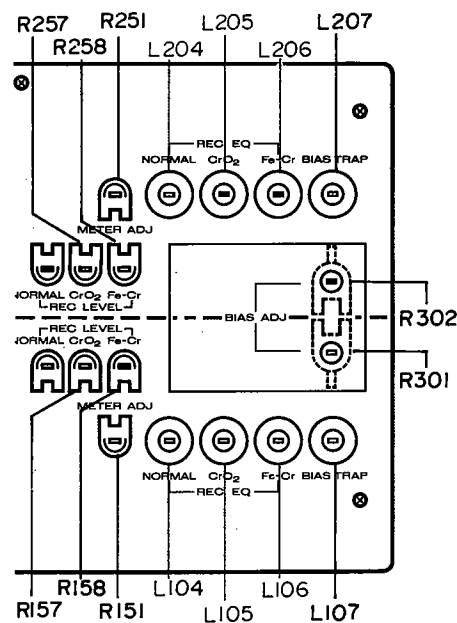 R257 R251 L205 L207
R258 L204 L206
REC EQ
NORMAL CrO2 Fe-Cr BIAS TRAP
METER ADJ
NORMAL CrO2 Fe-Cr
REC LEVEL
BIAS ADJ
R302
REC LEVEL
NORMAL CrO2 Fe-Cr
R301
METER ADJ
NORMAL CrO2 Fe-Cr BIAS TRAP
REC EQ
R158 L104 L106
R157 R151 L105 L107